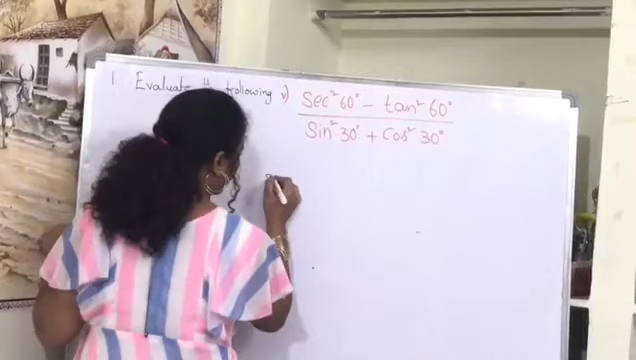 1 Evaluate the following v) Sec² 60° - tan² 60°
Sin² 30° + Cos² 30°